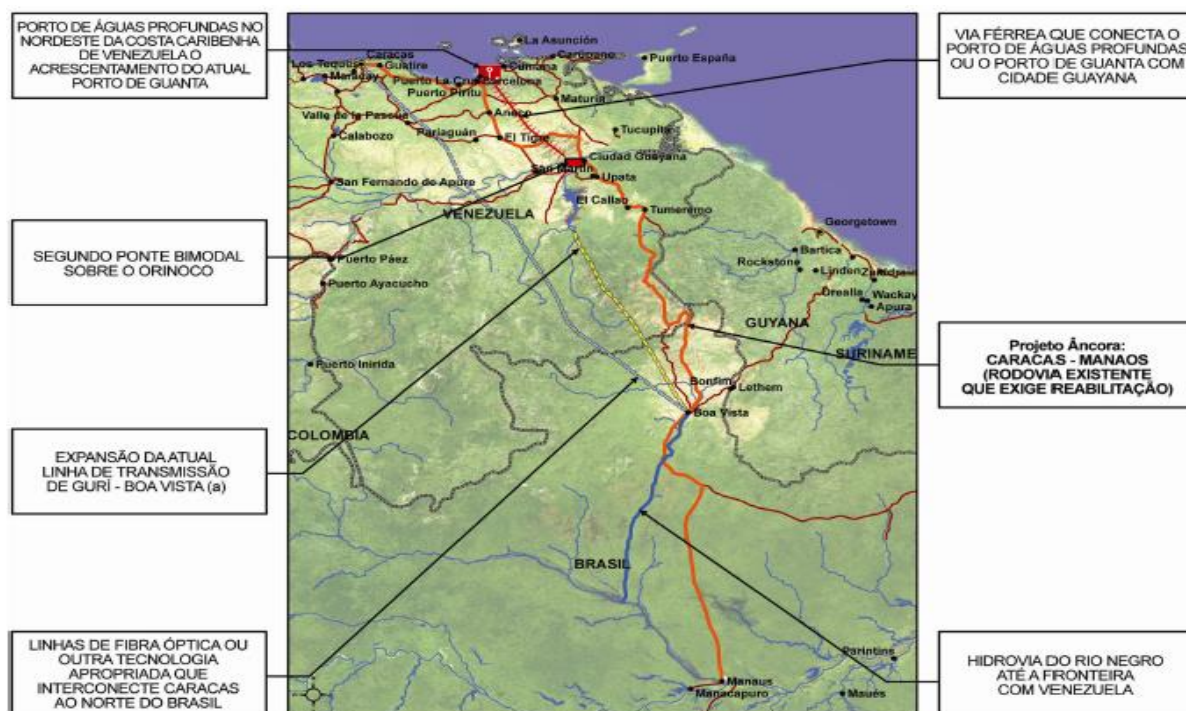 PORTO DE ÁGUAS PROFUNDAS NO
NORDESTE DA COSTA CARIBENHA
DE VENEZUELA O
ACRESCENTAMENTO DO ATUAL
PORTO DE GUANTA
SEGUNDO PONTE BIMODAL
SOBRE O ORINOCO
EXPANSÃO DA ATUAL
LINHA DE TRANSMISSÃO
DE GURÍ - BOA VISTA (a)
LINHAS DE FIBRA ÓPTICA OU
OUTRA TECNOLOGIA
APROPRIADA QUE
INTERCONECTE CARACAS
AO NORTE DO BRASIL
La Asunción
Caracas
Carúpano
Los Teques
Guatire
Cumaná
Puerto España
Maracay
Puerto La Cruz
Barcelona
Puerto Píritu
Maturín
Valle de la Pascua
Anaco
Pariaguán
El Tigre
Tucupita
Calabozo
Ciudad Guayana
San Martín
Upata
San Fernando de Apure
El Callao
Tumeremo
VENEZUELA
Georgetown
Bartica
Puerto Páez
Rockstone
Linden
Puerto Ayacucho
Orealla
Wackay
Apura
GUYANA
SURINAME
Puerto Inírida
Bonfim
Lethem
Boa Vista
COLOMBIA
BRASIL
Parintins
Manaus
Manacapuro
Maués
VIA FÉRREA QUE CONECTA O
PORTO DE ÁGUAS PROFUNDAS
OU O PORTO DE GUANTA COM
CIDADE GUAYANA
Projeto Âncora:
CARACAS - MANAOS
(RODOVIA EXISTENTE
QUE EXIGE REABILITAÇÃO)
HIDROVIA DO RIO NEGRO
ATÉ A FRONTEIRA
COM VENEZUELA